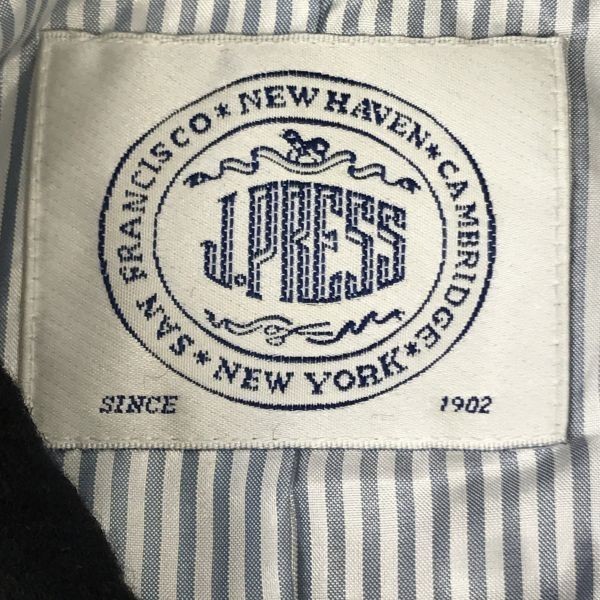 SAN FRANCISCO * NEW HAVEN * CAMBRIDGE * NEW YORK *
J.PRESS
SINCE 1902